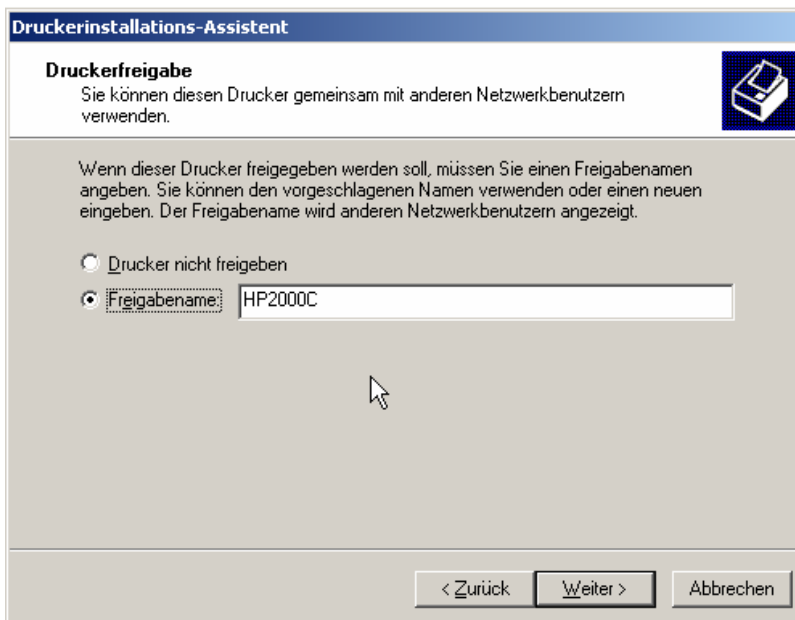 Druckerinstallations-Assistent
Druckerfreigabe
Sie können diesen Drucker gemeinsam mit anderen Netzwerkbenutzern
verwenden.
Wenn dieser Drucker freigegeben werden soll, müssen Sie einen Freigabenamen
angeben. Sie können den vorgeschlagenen Namen verwenden oder einen neuen
eingeben. Der Freigabename wird anderen Netzwerkbenutzern angezeigt.
Drucker nicht freigeben
Freigabename: HP2000C
< Zurück Weiter > Abbrechen